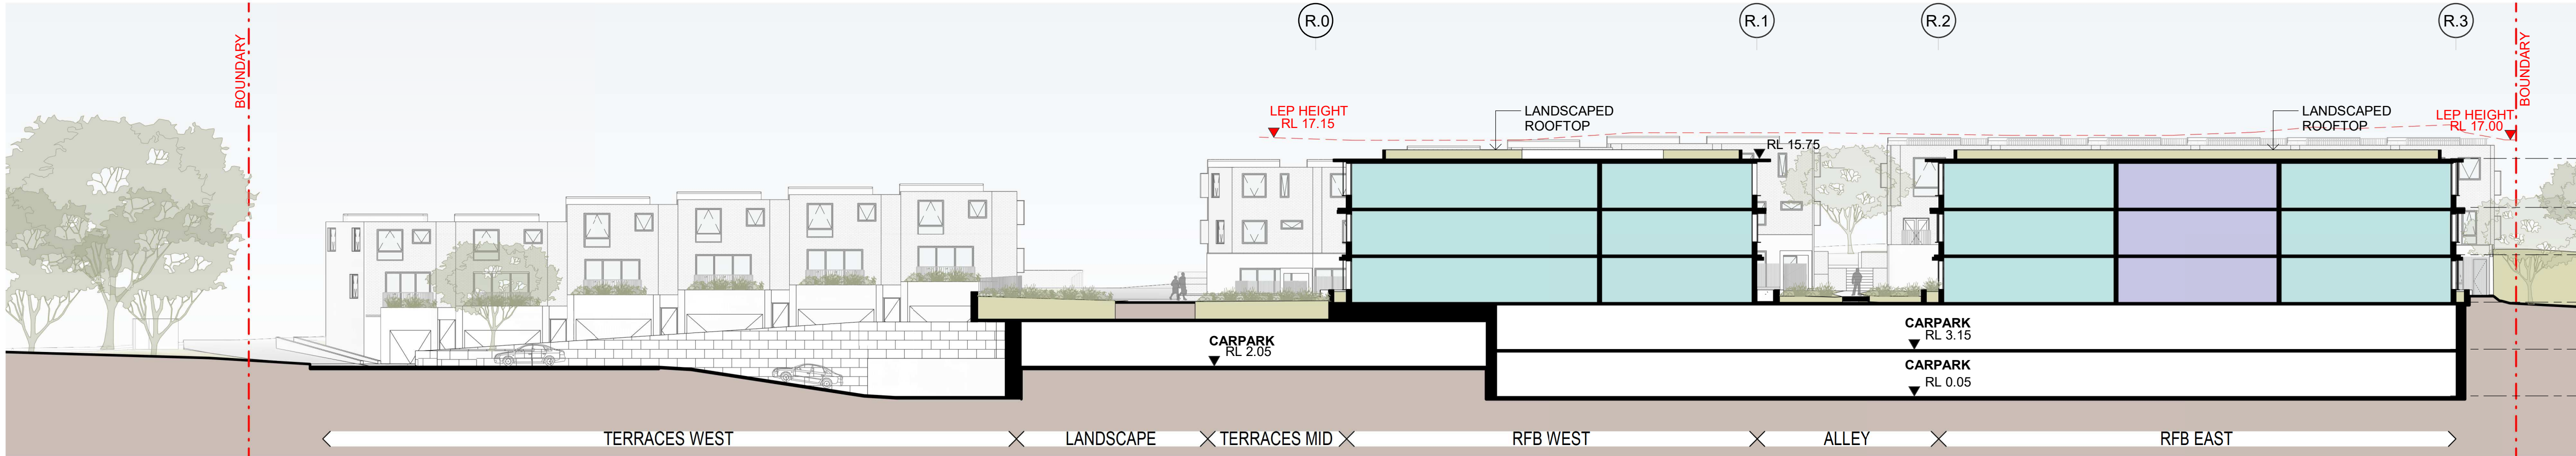 R.0
R.1
R.2
R.3
BOUNDARY
BOUNDARY
LEP HEIGHT
RL 17.15
LANDSCAPED
ROOFTOP
RL 15.75
LANDSCAPED
ROOFTOP
LEP HEIGHT
RL 17.00
CARPARK
RL 2.05
CARPARK
RL 3.15
CARPARK
RL 0.05
TERRACES WEST
LANDSCAPE
TERRACES MID
RFB WEST
ALLEY
RFB EAST